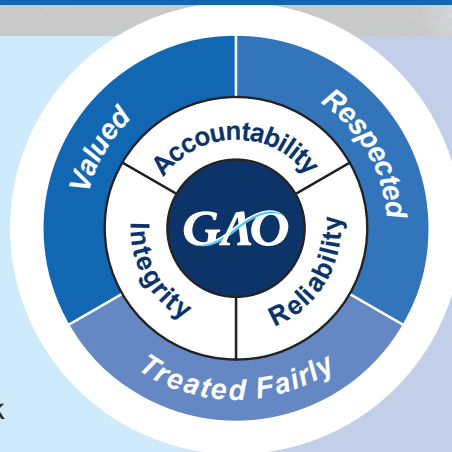 Valued
Respected
Accountability
GAO
Integrity
Reliability
Treated Fairly
k